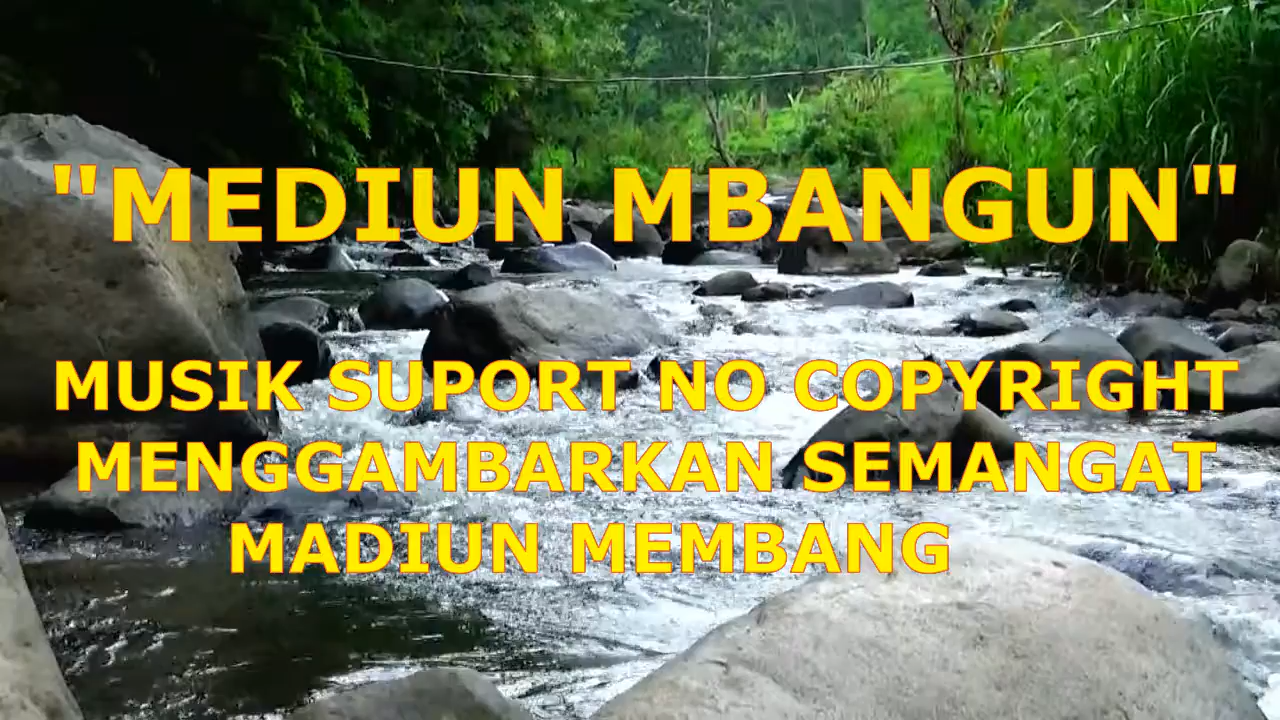 "MEDIUN MBANGUN"
MUSIK SUPORT NO COPYRIGHT
MENGGAMBARKAN SEMANGAT
MADIUN MEMBANG